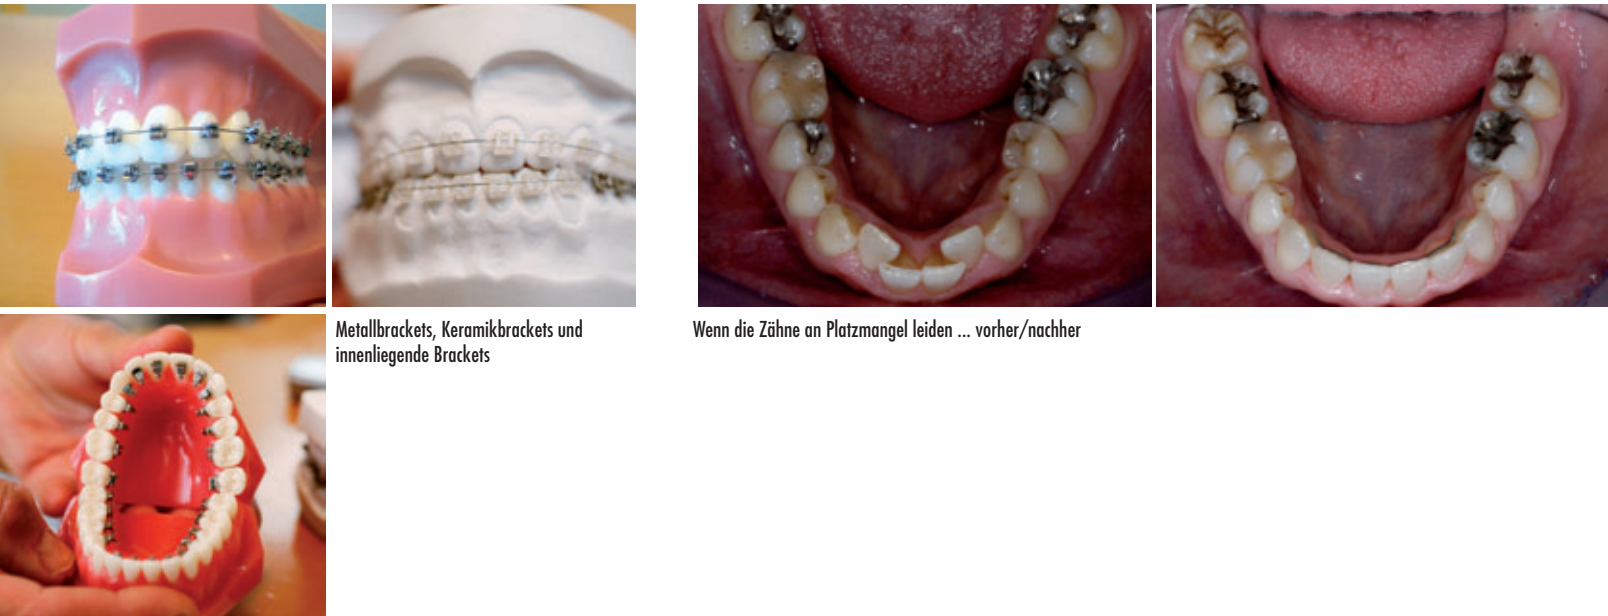 Metallbrackets, Keramikbrackets und
innenliegende Brackets
Wenn die Zähne an Platzmangel leiden ... vorher/nachher